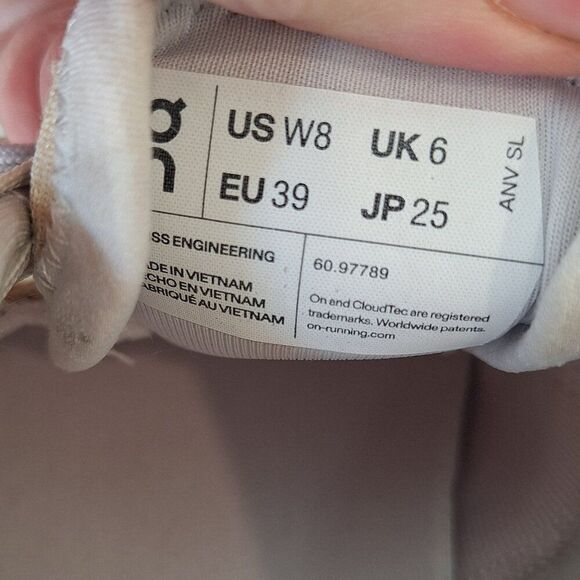 US W8 UK 6
EU 39 JP 25
ANV SL
SS ENGINEERING
ADE IN VIETNAM
ECHO EN VIETNAM
ABRIQUÉ AU VIETNAM
60.97789
On and CloudTec are registered
trademarks. Worldwide patents.
on-running.com